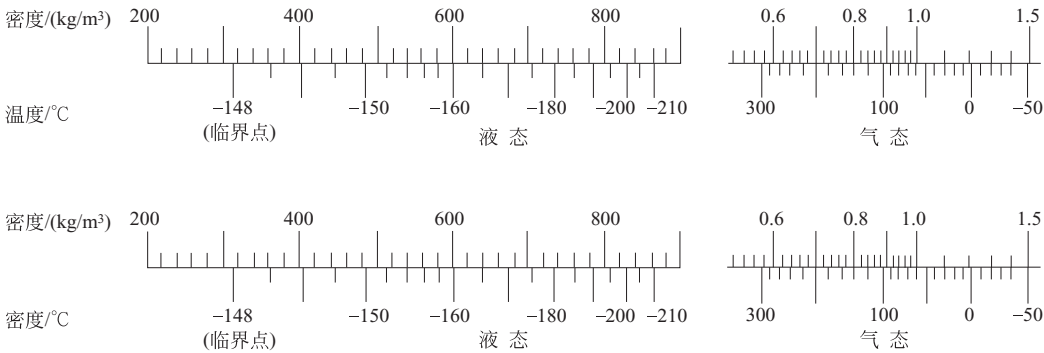 密度/(kg/m³) 200 400 600 800 0.6 0.8 1.0 1.5
温度/℃ −148 −150 −160 −180 −200 −210 300 100 0 −50
(临界点) 液 态 气 态
密度/(kg/m³) 200 400 600 800 0.6 0.8 1.0 1.5
密度/℃ −148 −150 −160 −180 −200 −210 300 100 0 −50
(临界点) 液 态 气 态